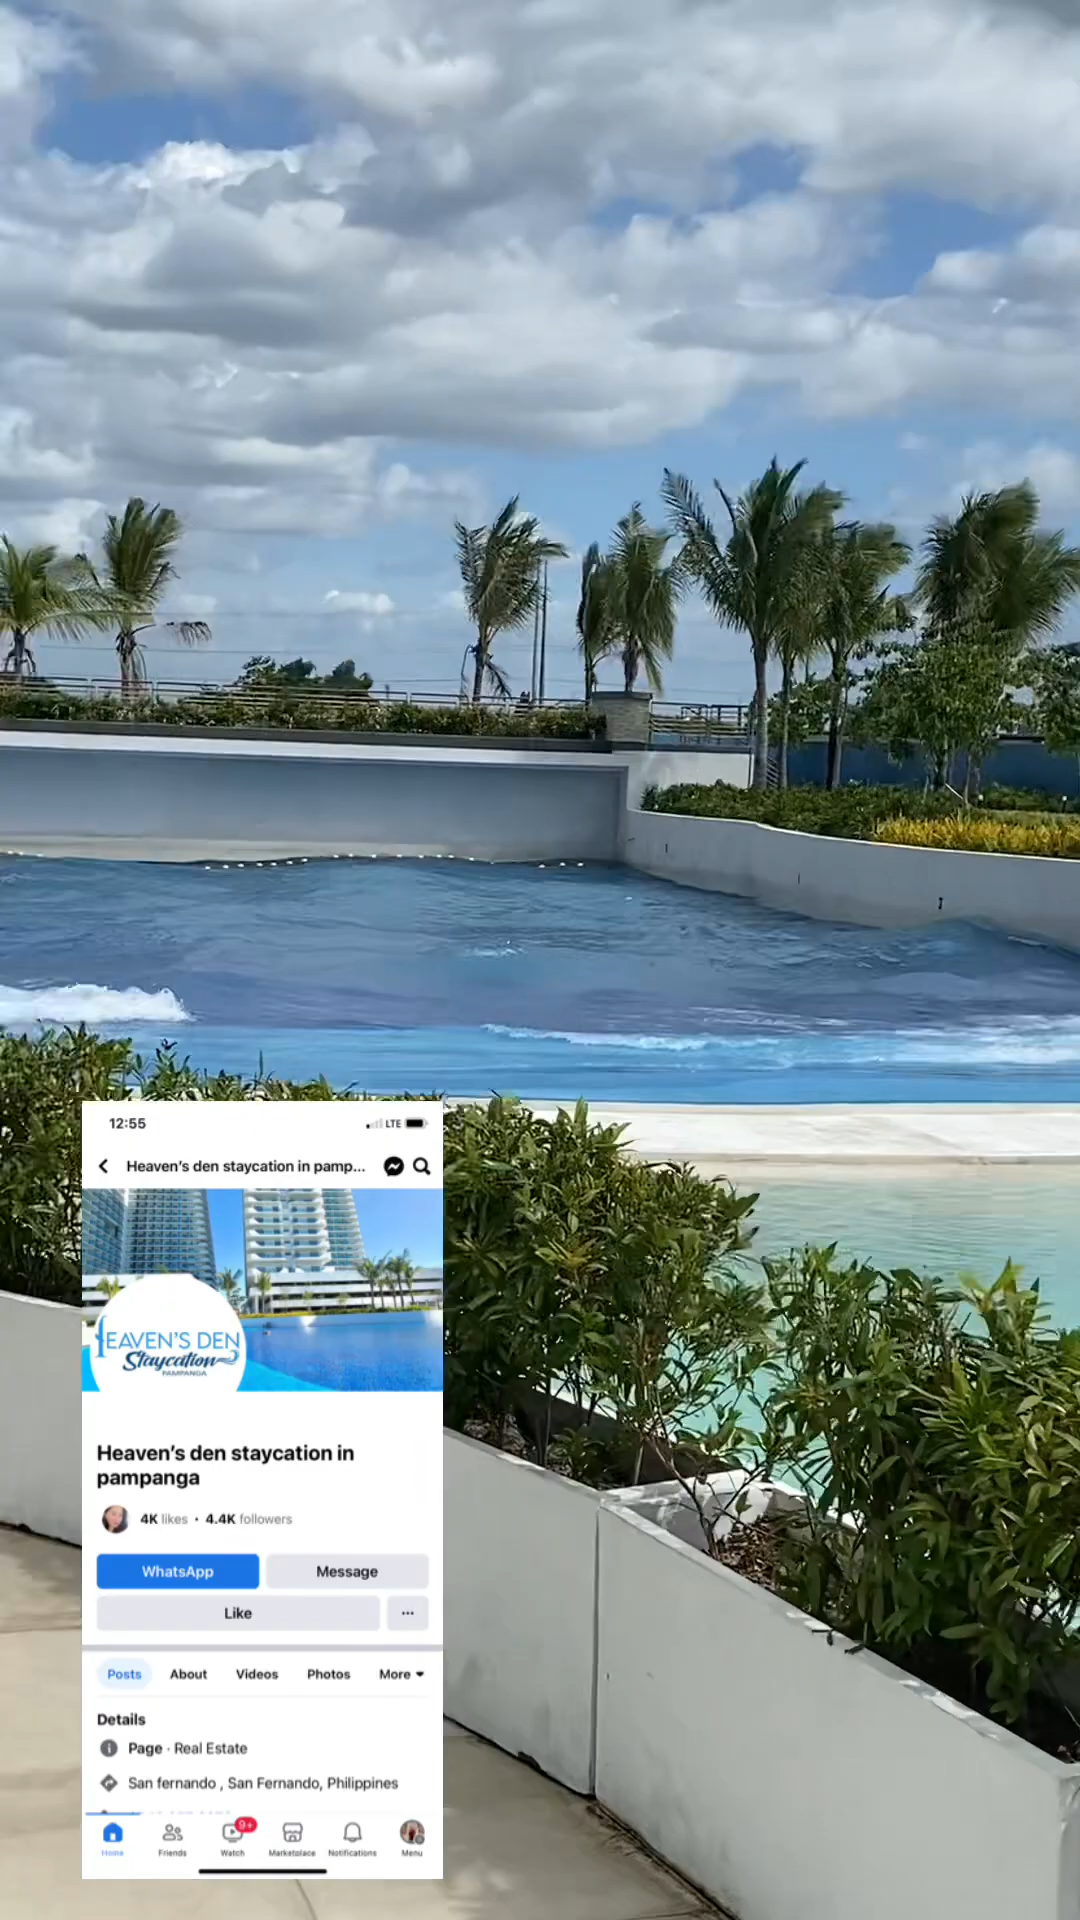 12:55
LTE
Heaven's den staycation in pamp...
HEAVEN'S DEN
Staycation
PAMPANGA
Heaven's den staycation in
pampanga
4K likes • 4.4K followers
WhatsApp
Message
Like
...
Posts
About
Videos
Photos
More
Details
Page · Real Estate
San fernando , San Fernando, Philippines
9+
Home
Friends
Watch
Marketplace
Notifications
Menu